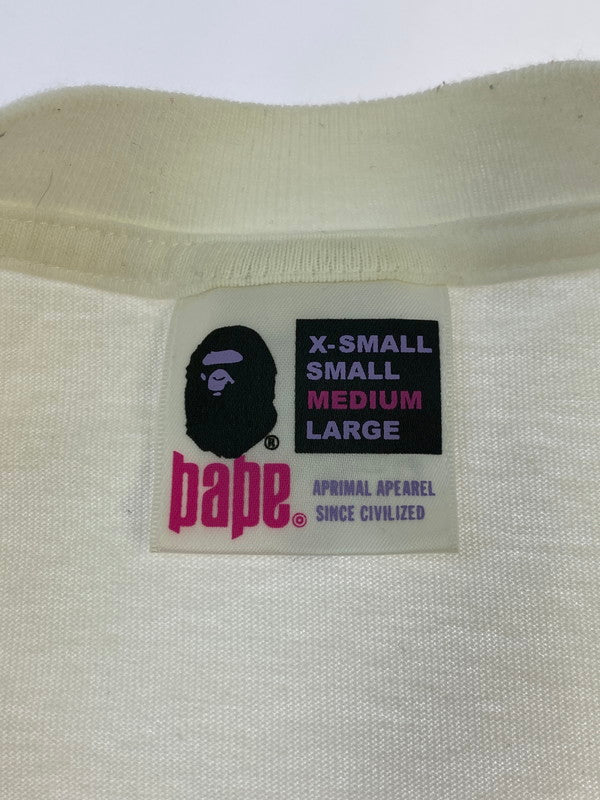 X-SMALL
SMALL
MEDIUM
LARGE
®
bape®
APRIMAL APEAREL
SINCE CIVILIZED